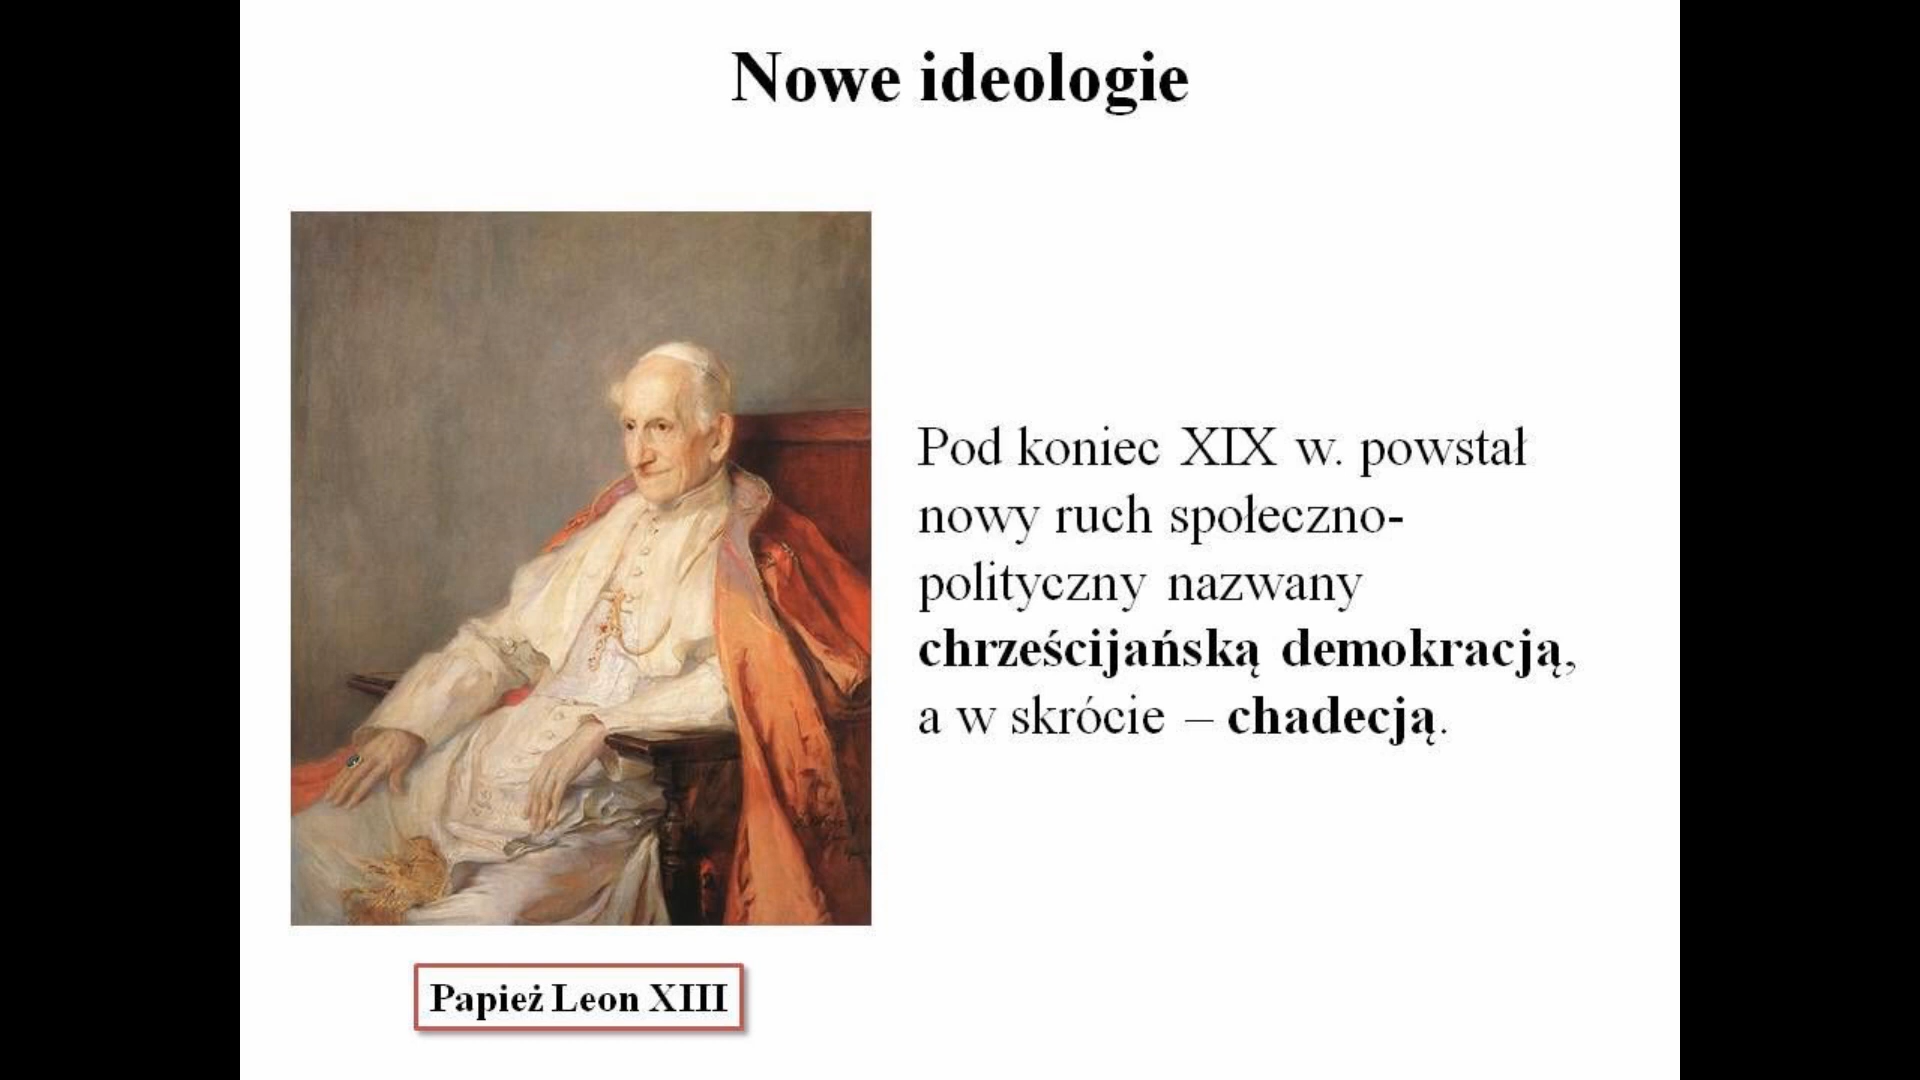 Nowe ideologie
Pod koniec XIX w. powstał
nowy ruch społeczno-
polityczny nazwany
chrześcijańską demokracją,
a w skrócie – chadecją.
Papież Leon XIII